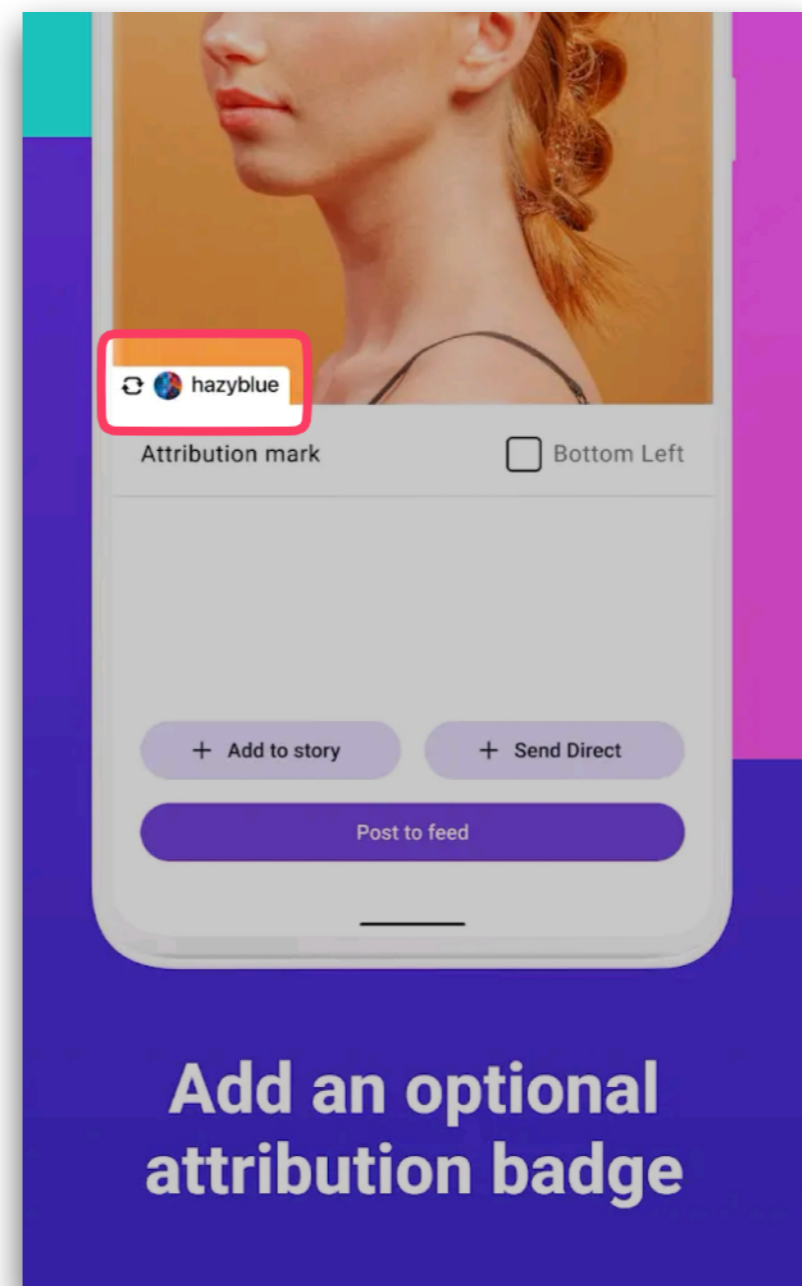 hazyblue
Attribution mark
Bottom Left
+ Add to story
+ Send Direct
Post to feed
Add an optional
attribution badge